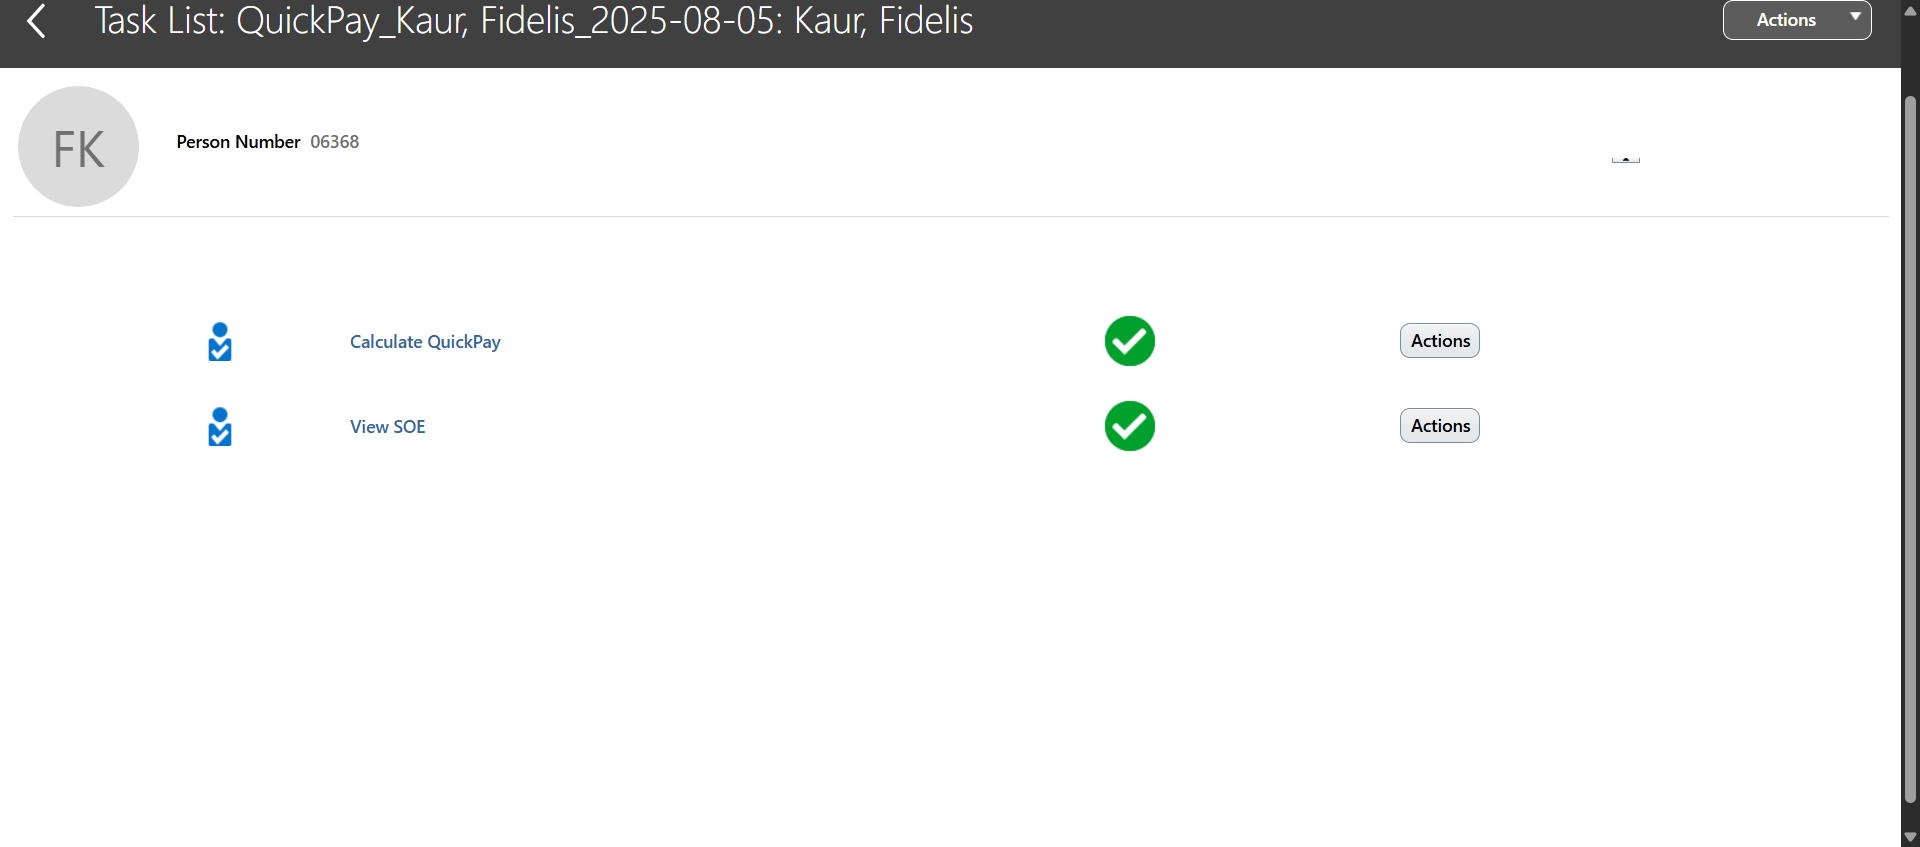 Task List: QuickPay_Kaur, Fidelis_2025-08-05: Kaur, Fidelis
Actions
FK
Person Number 06368
Calculate QuickPay
Actions
View SOE
Actions